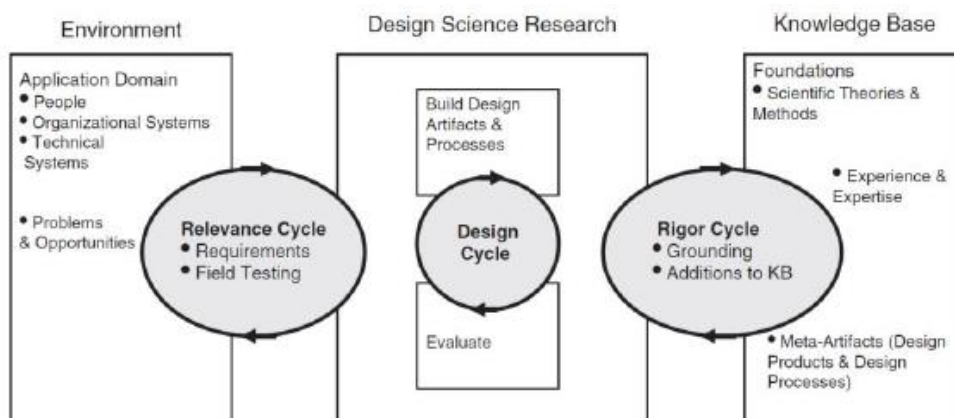 Environment
Design Science Research
Knowledge Base
Application Domain
• People
• Organizational Systems
• Technical
Systems
• Problems
& Opportunities
Relevance Cycle
• Requirements
• Field Testing
Build Design
Artifacts &
Processes
Design
Cycle
Evaluate
Rigor Cycle
• Grounding
• Additions to KB
Foundations
• Scientific Theories &
Methods
• Experience &
Expertise
• Meta-Artifacts (Design
Products & Design
Processes)